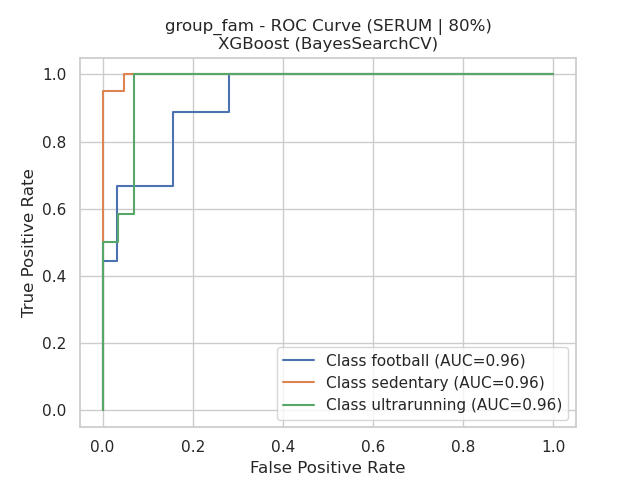 group_fam - ROC Curve (SERUM | 80%)
XGBoost (BayesSearchCV)
True Positive Rate
1.0
0.8
0.6
0.4
0.2
0.0
Class football (AUC=0.96)
Class sedentary (AUC=0.96)
Class ultrarunning (AUC=0.96)
0.0 0.2 0.4 0.6 0.8 1.0
False Positive Rate